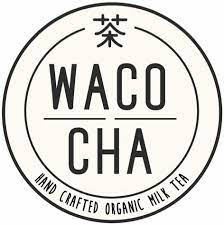 茶
WACO
CHA
HAND CRAFTED ORGANIC MILK TEA